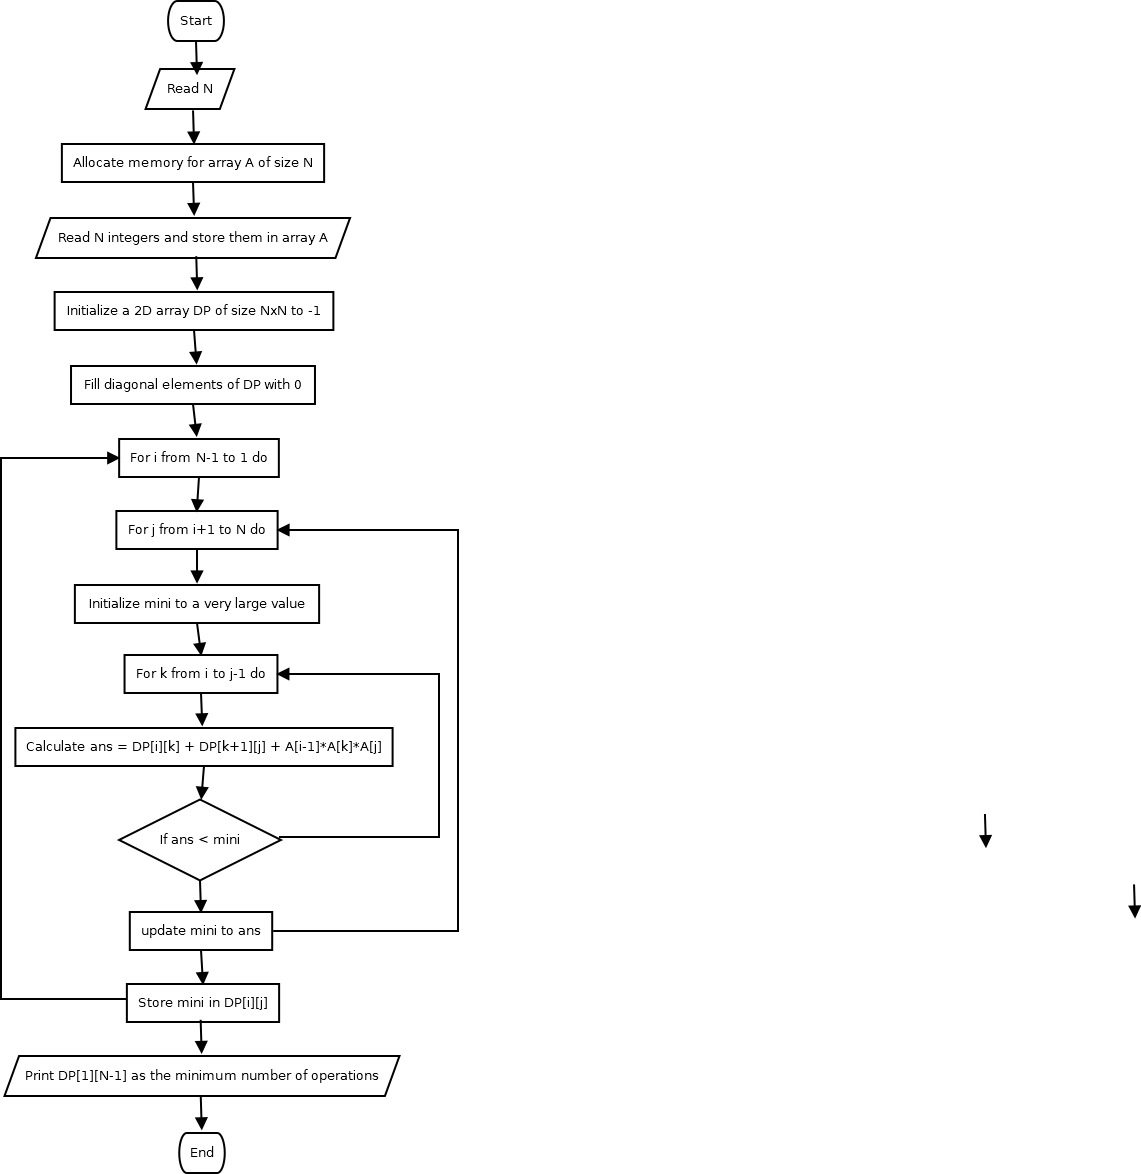 Start
Read N
Allocate memory for array A of size N
Read N integers and store them in array A
Initialize a 2D array DP of size NxN to -1
Fill diagonal elements of DP with 0
For i from N-1 to 1 do
For j from i+1 to N do
Initialize mini to a very large value
For k from i to j-1 do
Calculate ans = DP[i][k] + DP[k+1][j] + A[i-1]*A[k]*A[j]
If ans < mini
update mini to ans
Store mini in DP[i][j]
Print DP[1][N-1] as the minimum number of operations
End